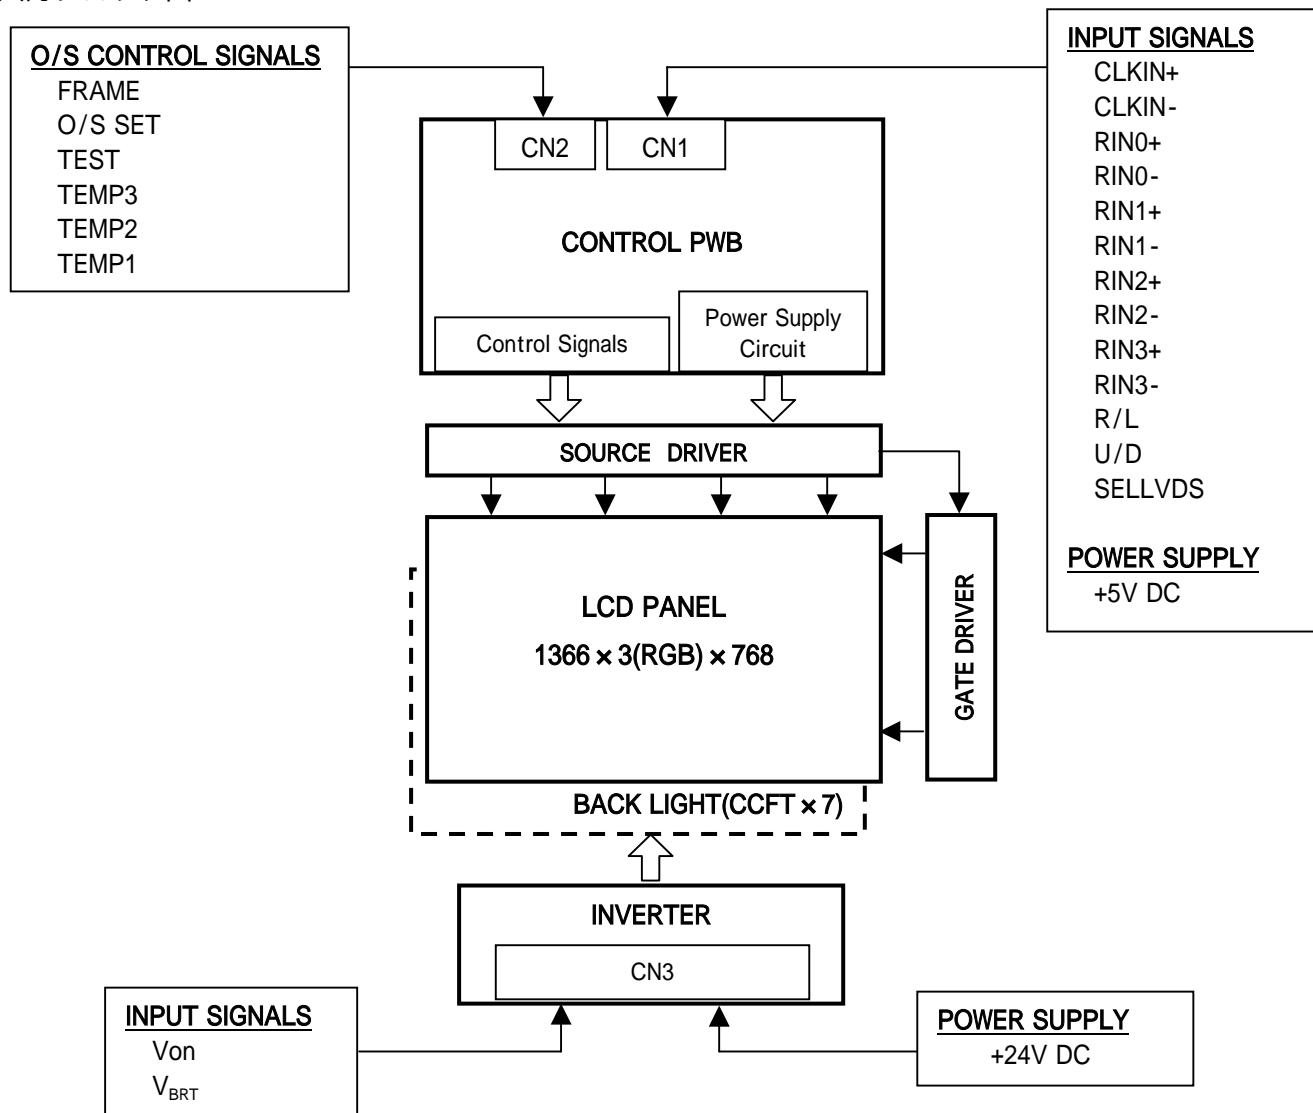 O/S CONTROL SIGNALS
FRAME
O/S SET
TEST
TEMP3
TEMP2
TEMP1
INPUT SIGNALS
CLKIN+
CLKIN-
RIN0+
RIN0-
RIN1+
RIN1-
RIN2+
RIN2-
RIN3+
RIN3-
R/L
U/D
SELLVDS
POWER SUPPLY
+5V DC
CN2
CN1
CONTROL PWB
Control Signals
Power Supply
Circuit
SOURCE DRIVER
LCD PANEL
1366 × 3(RGB) × 768
GATE DRIVER
BACK LIGHT(CCFT × 7)
INVERTER
CN3
INPUT SIGNALS
Von
V_BRT
POWER SUPPLY
+24V DC